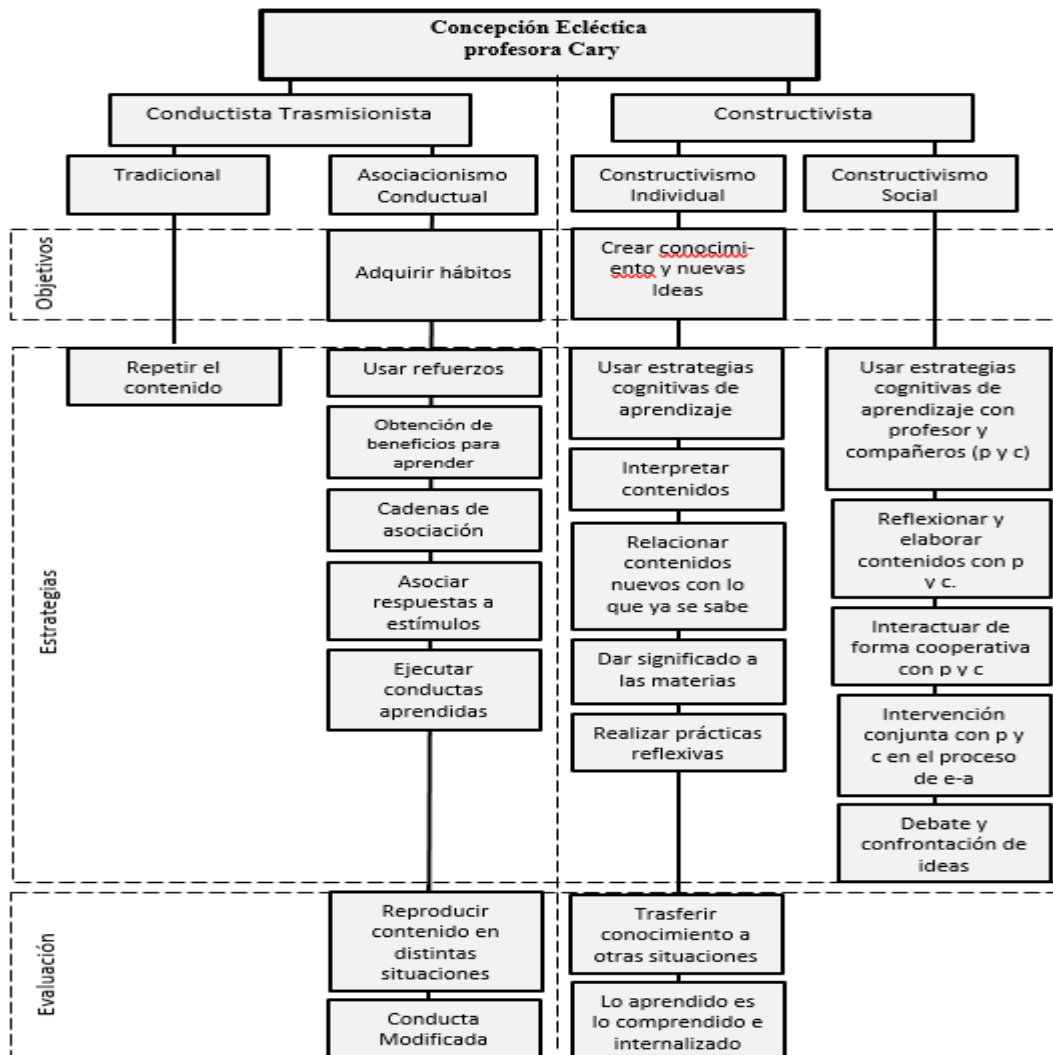 Concepción Ecléctica
profesora Cary
Conductista Trasmisionista
Constructivista
Tradicional
Asociacionismo
Conductual
Constructivismo
Individual
Constructivismo
Social
Objetivos
Adquirir hábitos
Crear conocimi-
ento y nuevas
Ideas
Estrategias
Repetir el
contenido
Usar refuerzos
Obtención de
beneficios para
aprender
Cadenas de
asociación
Asociar
respuestas a
estímulos
Ejecutar
conductas
aprendidas
Usar estrategias
cognitivas de
aprendizaje
Interpretar
contenidos
Relacionar
contenidos
nuevos con lo
que ya se sabe
Dar significado a
las materias
Realizar prácticas
reflexivas
Usar estrategias
cognitivas de
aprendizaje con
profesor y
compañeros (p y c)
Reflexionar y
elaborar
contenidos con p
y c.
Interactuar de
forma cooperativa
con p y c
Intervención
conjunta con p y
c en el proceso
de e-a
Debate y
confrontación de
ideas
Evaluación
Reproducir
contenido en
distintas
situaciones
Conducta
Modificada
Trasferir
conocimiento a
otras situaciones
Lo aprendido es
lo comprendido e
internalizado